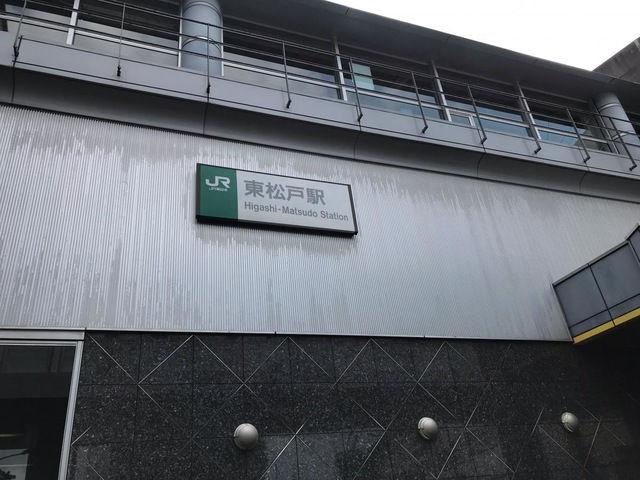 JR
東松戸駅
Higashi-Matsudo Station